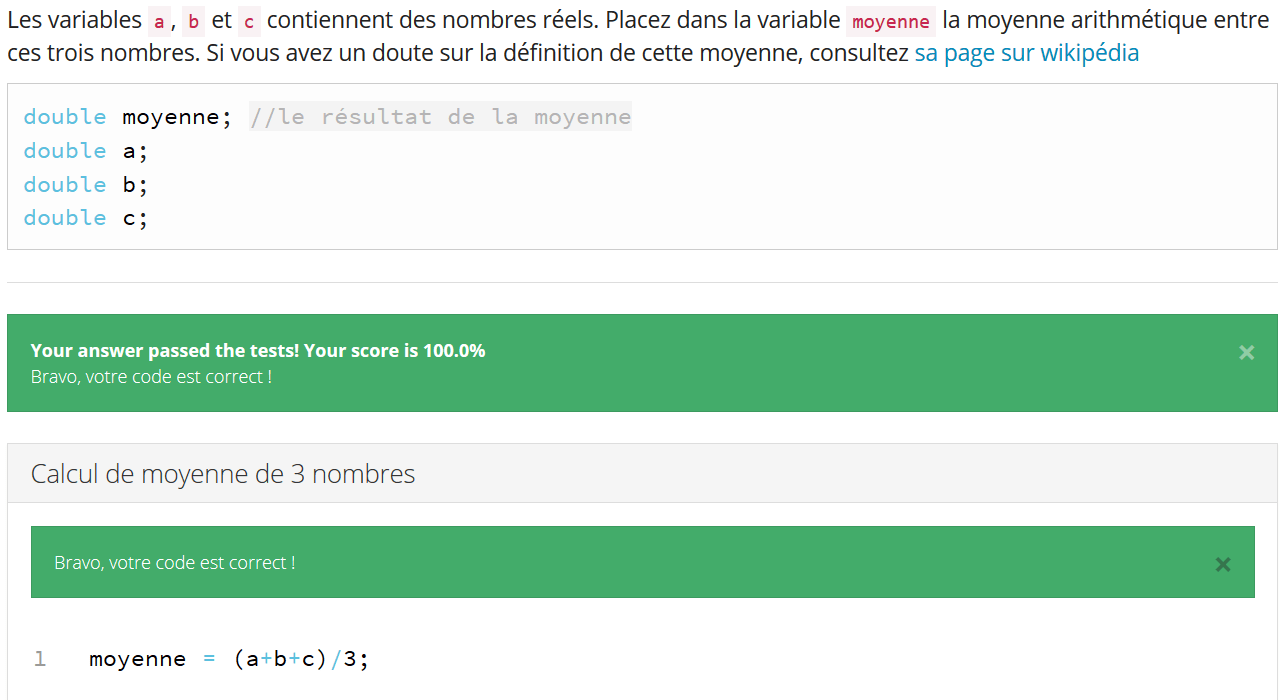 Les variables a, b et c contiennent des nombres réels. Placez dans la variable moyenne la moyenne arithmétique entre
ces trois nombres. Si vous avez un doute sur la définition de cette moyenne, consultez sa page sur wikipédia
double moyenne; //le résultat de la moyenne
double a;
double b;
double c;
Your answer passed the tests! Your score is 100.0%
×
Bravo, votre code est correct !
Calcul de moyenne de 3 nombres
Bravo, votre code est correct !
×
1 moyenne = (a+b+c)/3;